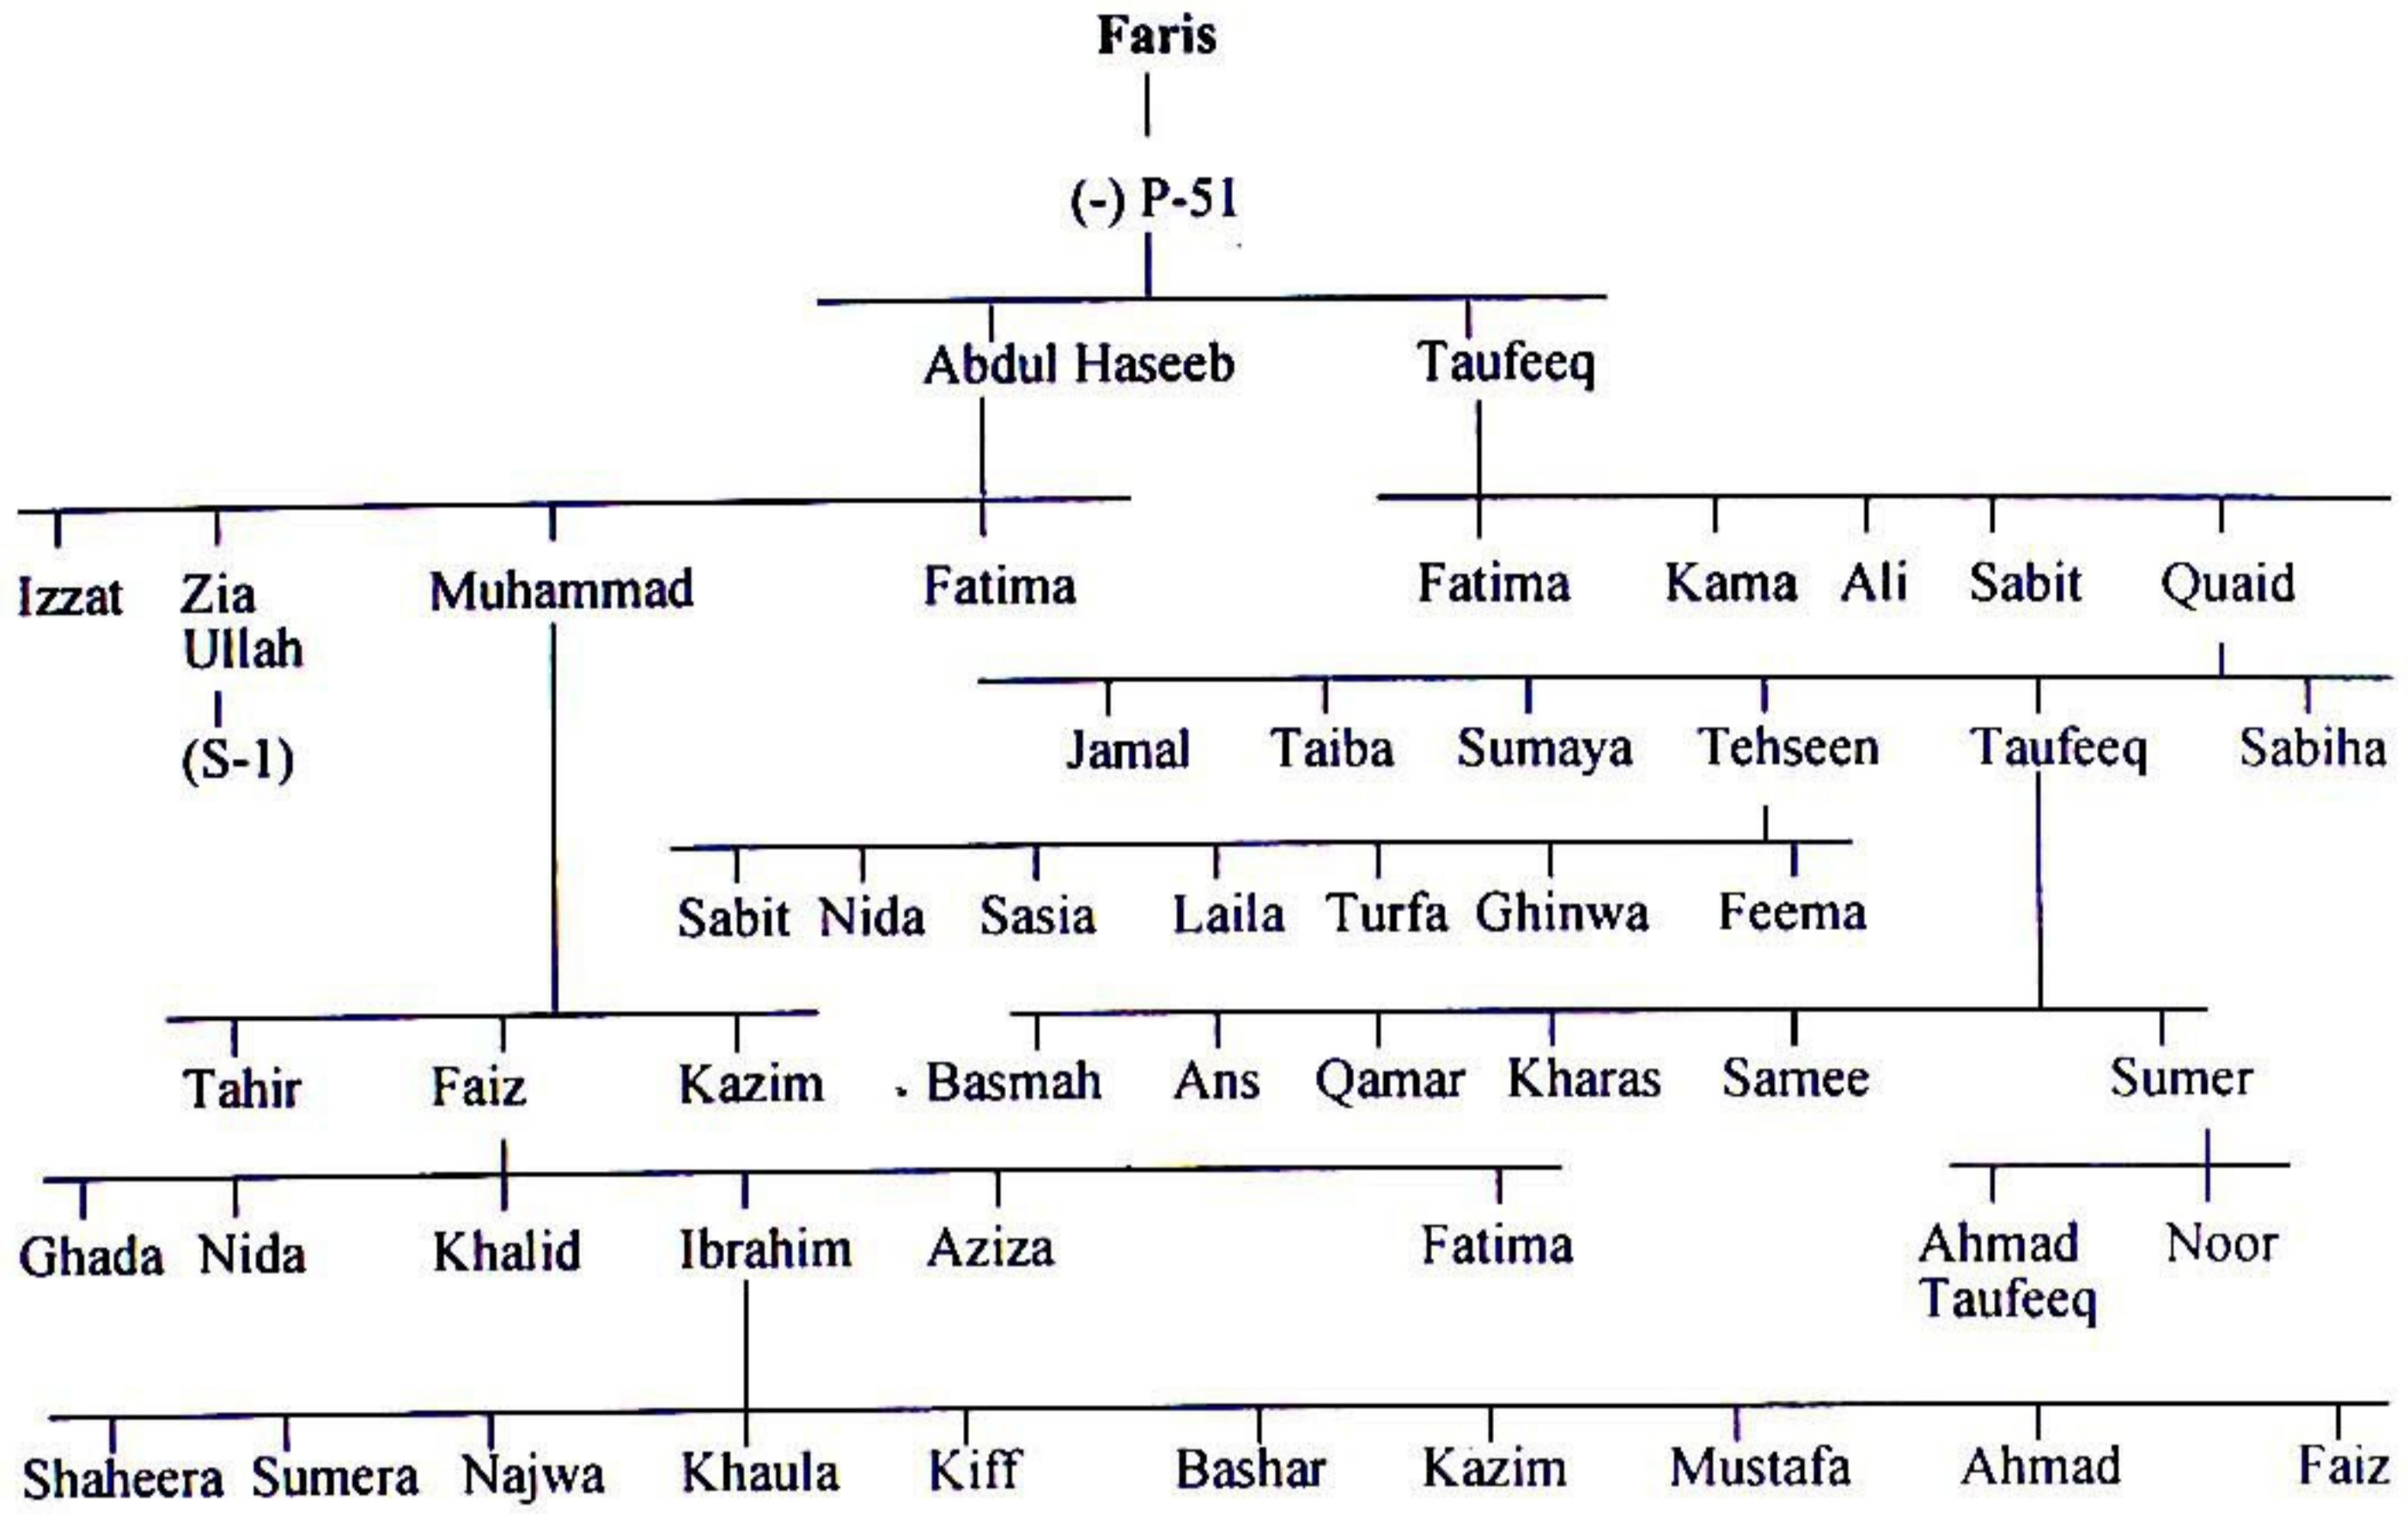 Faris
(-) P-51
Abdul Haseeb Taufeeq
Izzat Zia Ullah Muhammad Fatima Fatima Kama Ali Sabit Quaid
(S-1)
Jamal Taiba Sumaya Tehseen Taufeeq Sabiha
Sabit Nida Sasia Laila Turfa Ghinwa Feema
Tahir Faiz Kazim Basmah Ans Qamar Kharas Samee Sumer
Ghada Nida Khalid Ibrahim Aziza Fatima Ahmad Taufeeq Noor
Shaheera Sumera Najwa Khaula Kiff Bashar Kazim Mustafa Ahmad Faiz